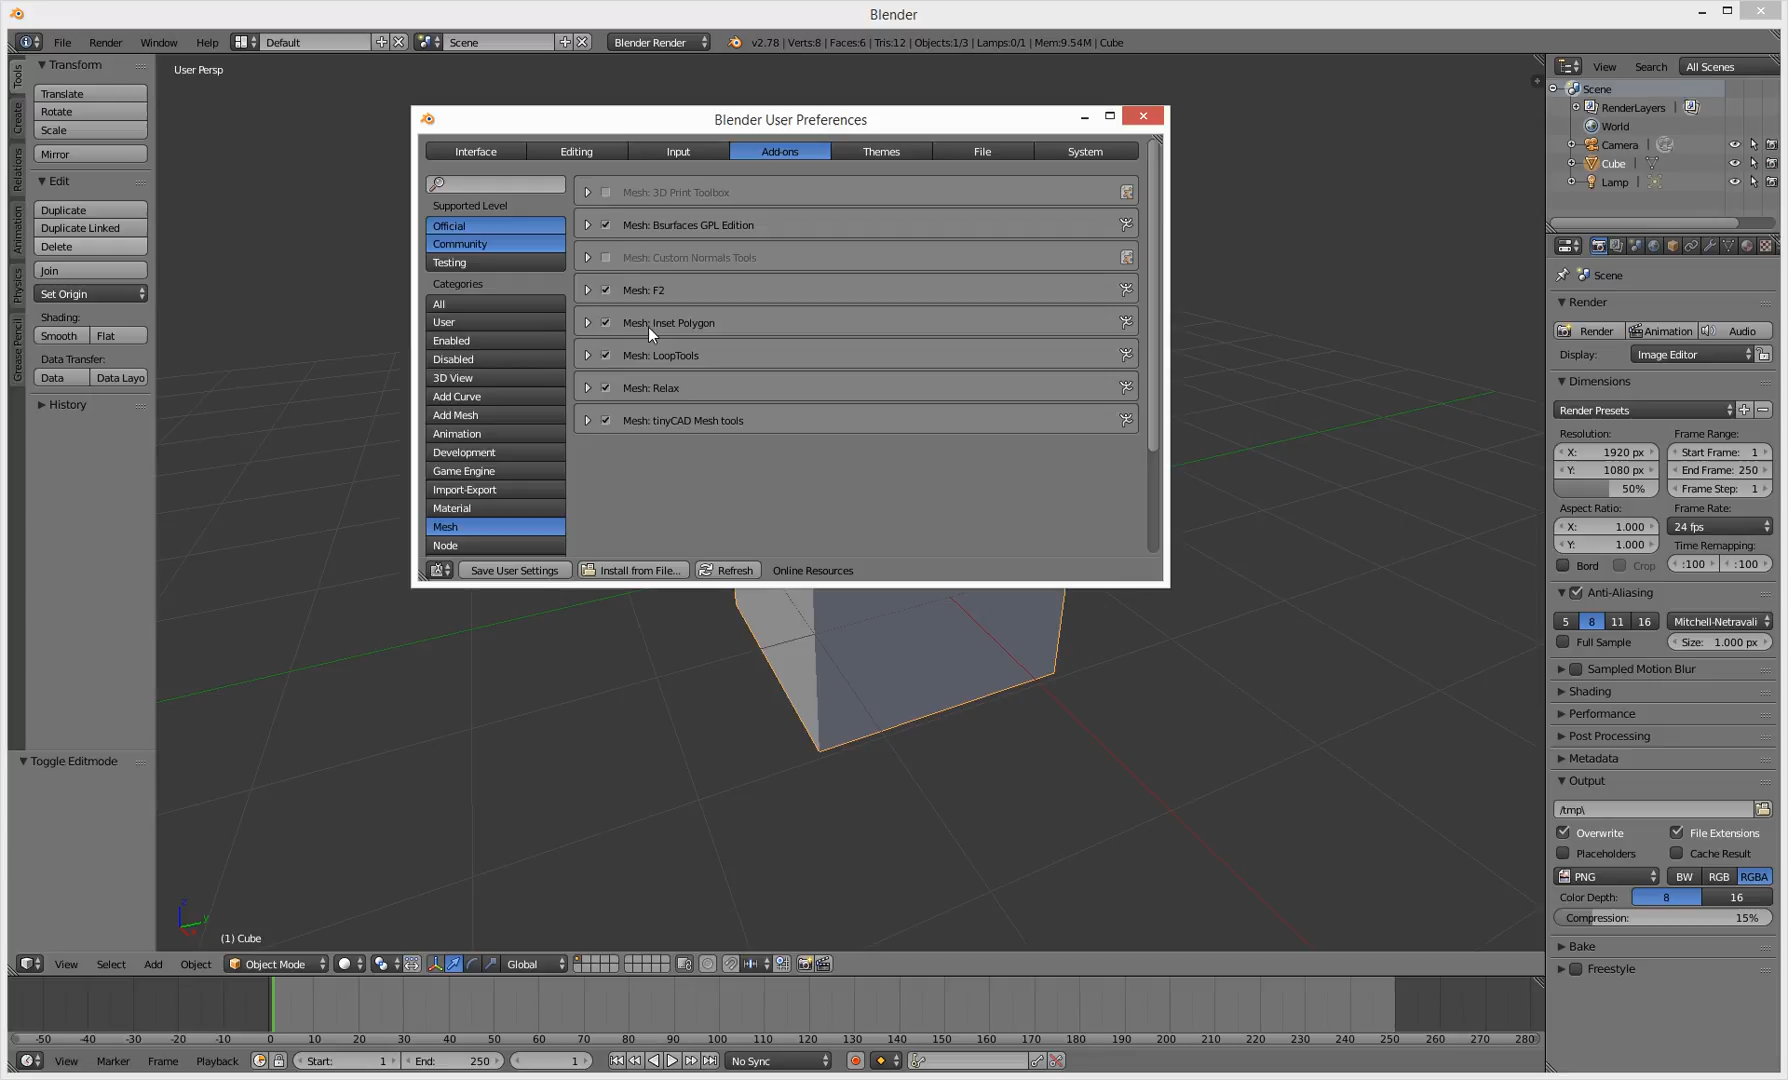 Blender
File Render Window Help Default Scene Blender Render v2.78 | Verts:8 | Faces:6 | Tris:12 | Objects:1/3 | Lamps:0/1 | Mem:9.54M | Cube
Tools
Create
Relations
Animation
Physics
Grease Pencil
Transform
Translate
Rotate
Scale
Mirror
Edit
Duplicate
Duplicate Linked
Delete
Join
Set Origin
Shading:
Smooth Flat
Data Transfer:
Data Data Layo
History
Toggle Editmode
User Persp
Blender User Preferences
Interface Editing Input Add-ons Themes File System
Supported Level
Official
Community
Testing
Categories
All
User
Enabled
Disabled
3D View
Add Curve
Add Mesh
Animation
Development
Game Engine
Import-Export
Material
Mesh
Node
Mesh: 3D Print Toolbox
Mesh: Bsurfaces GPL Edition
Mesh: Custom Normals Tools
Mesh: F2
Mesh: Inset Polygon
Mesh: LoopTools
Mesh: Relax
Mesh: tinyCAD Mesh tools
Save User Settings Install from File... Refresh Online Resources
z
y
(1) Cube
View Select Add Object Object Mode Global
-50 -40 -30 -20 -10 0 10 20 30 40 50 60 70 80 90 100 110 120 130 140 150 160 170 180 190 200 210 220 230 240 250 260 270 280
View Marker Frame Playback Start: 1 End: 250 1 No Sync
View Search All Scenes
Scene
RenderLayers |
World
Camera |
Cube |
Lamp |
Scene
Render
Render Animation Audio
Display: Image Editor
Dimensions
Render Presets
Resolution: Frame Range:
X: 1920 px Start Frame: 1
Y: 1080 px End Frame: 250
50% Frame Step: 1
Aspect Ratio: Frame Rate:
X: 1.000 24 fps
Y: 1.000 Time Remapping:
Bord Crop :100 :100
Anti-Aliasing
5 8 11 16 Mitchell-Netravali
Full Sample Size: 1.000 px
Sampled Motion Blur
Shading
Performance
Post Processing
Metadata
Output
/tmp\
Overwrite File Extensions
Placeholders Cache Result
PNG BW RGB RGBA
Color Depth: 8 16
Compression: 15%
Bake
Freestyle